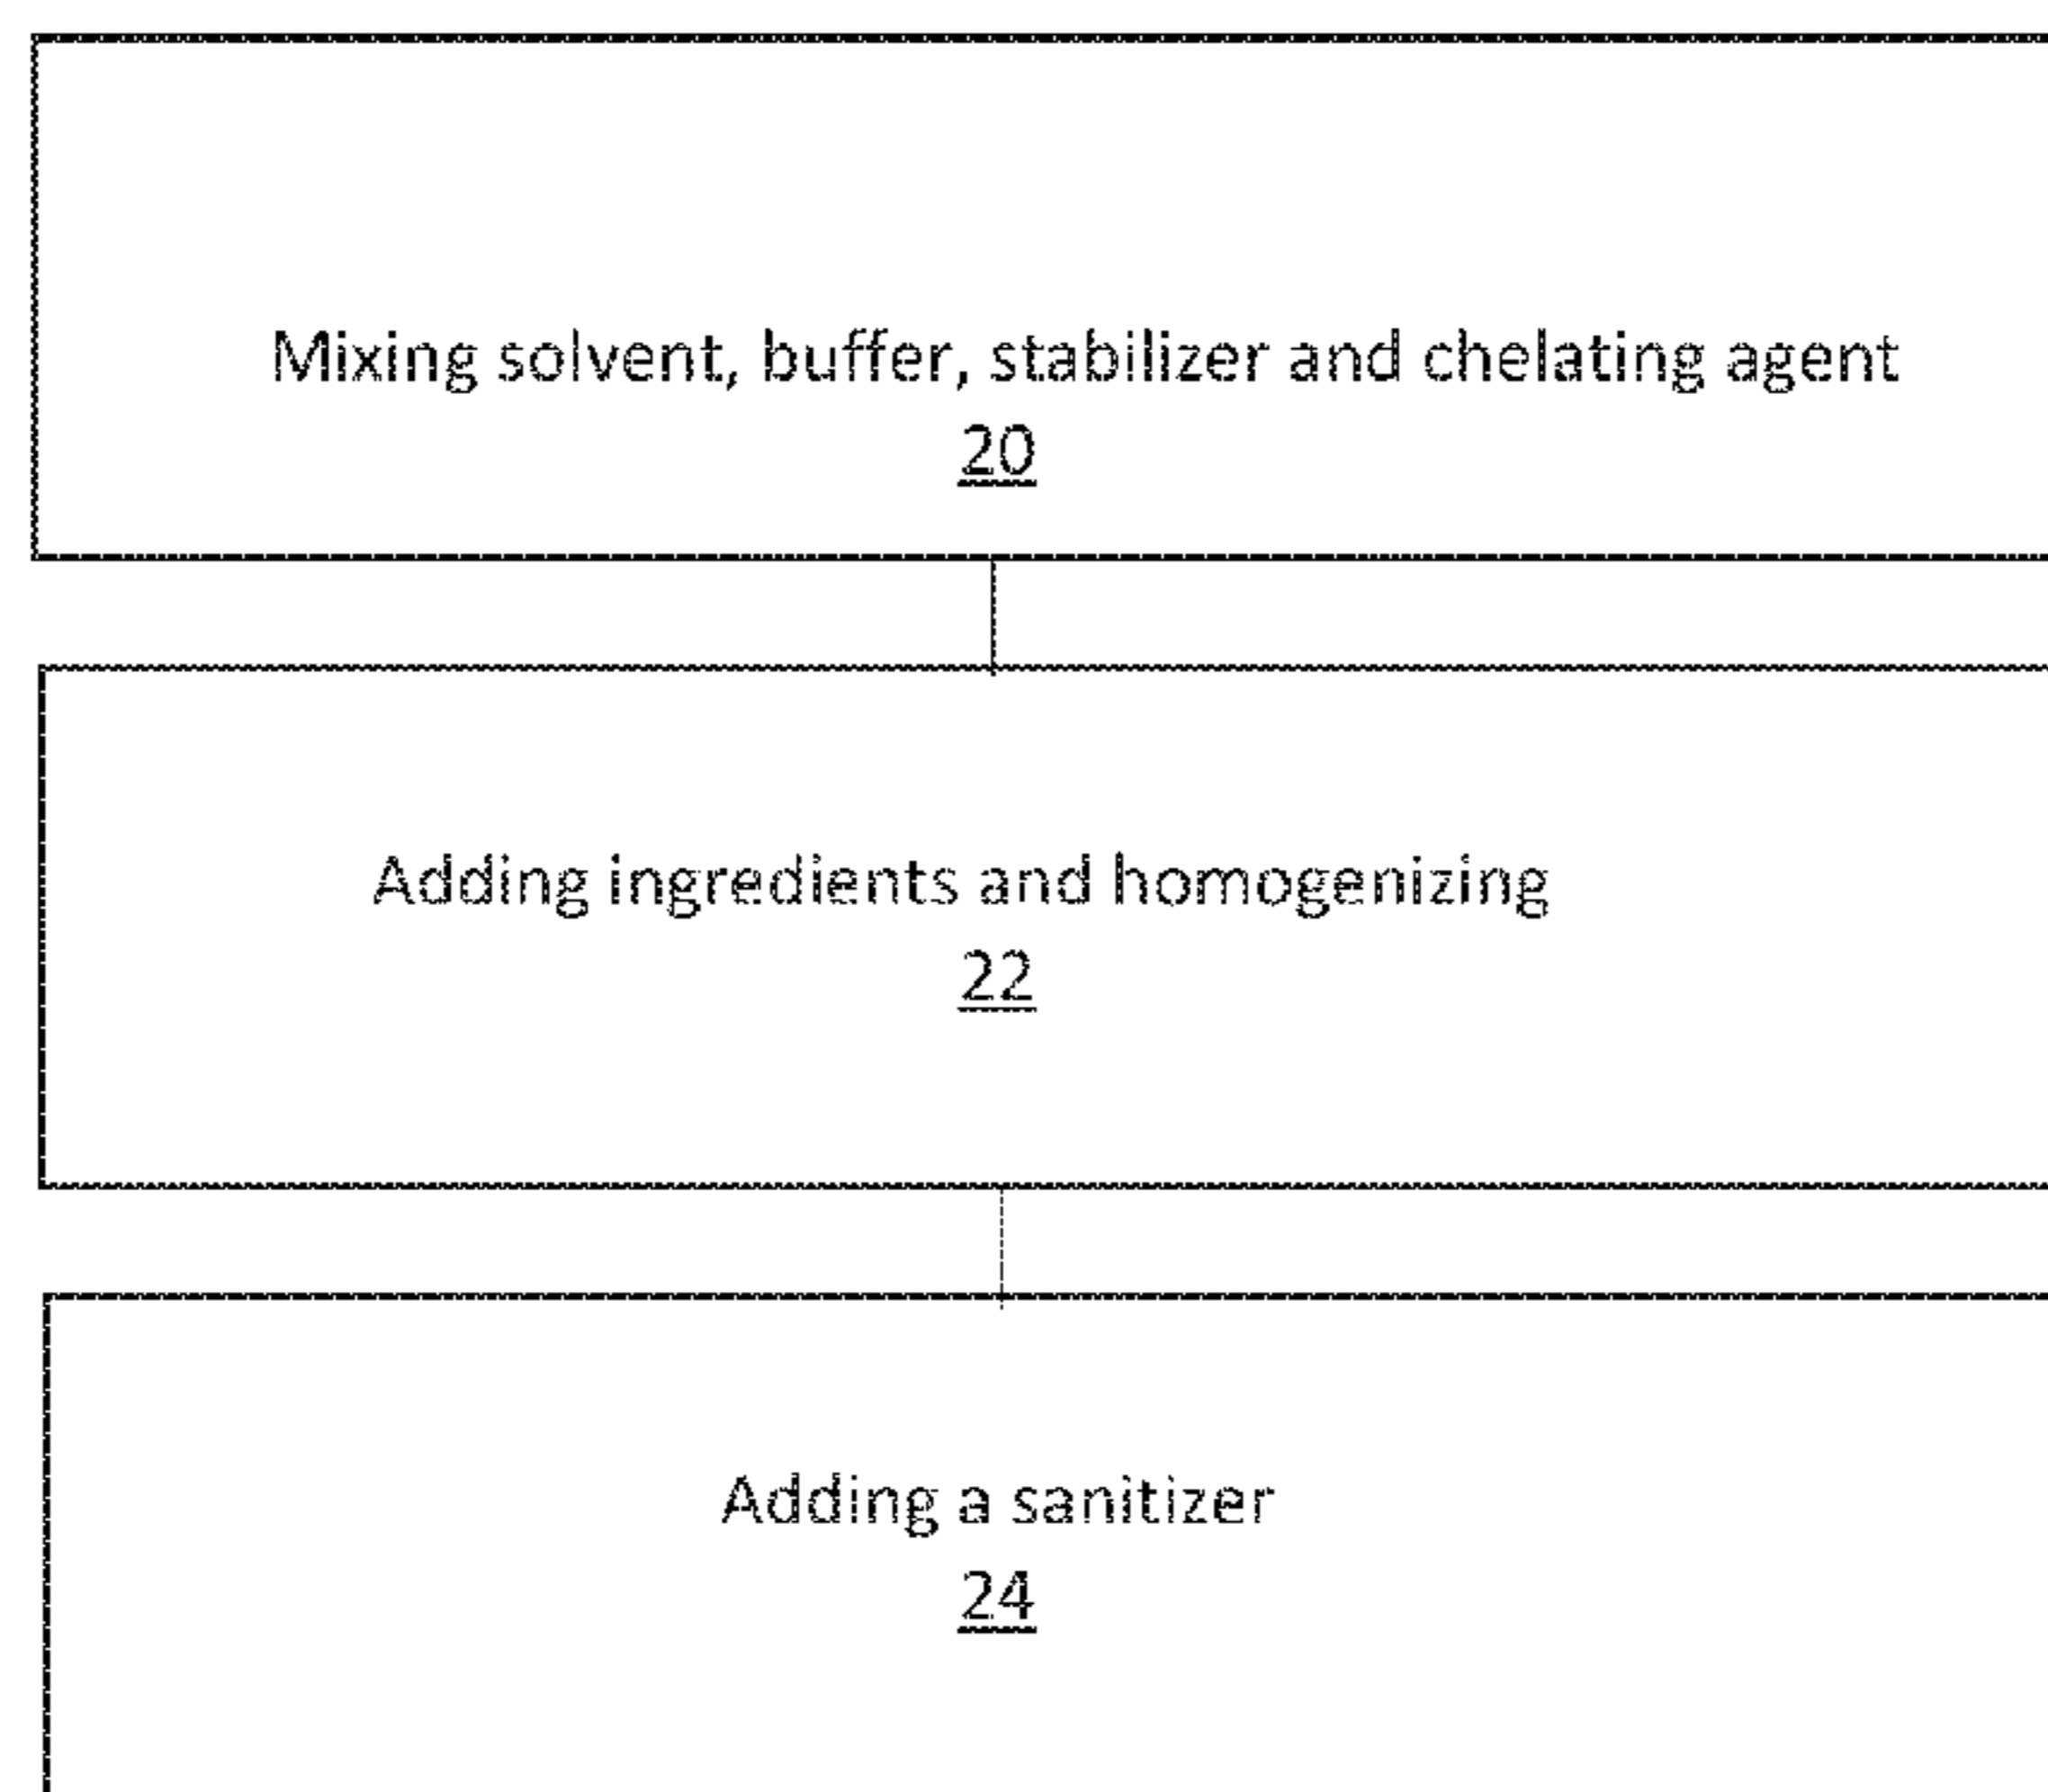 Mixing solvent, buffer, stabilizer and chelating agent
20
Adding ingredients and homogenizing
22
Adding a sanitizer
24